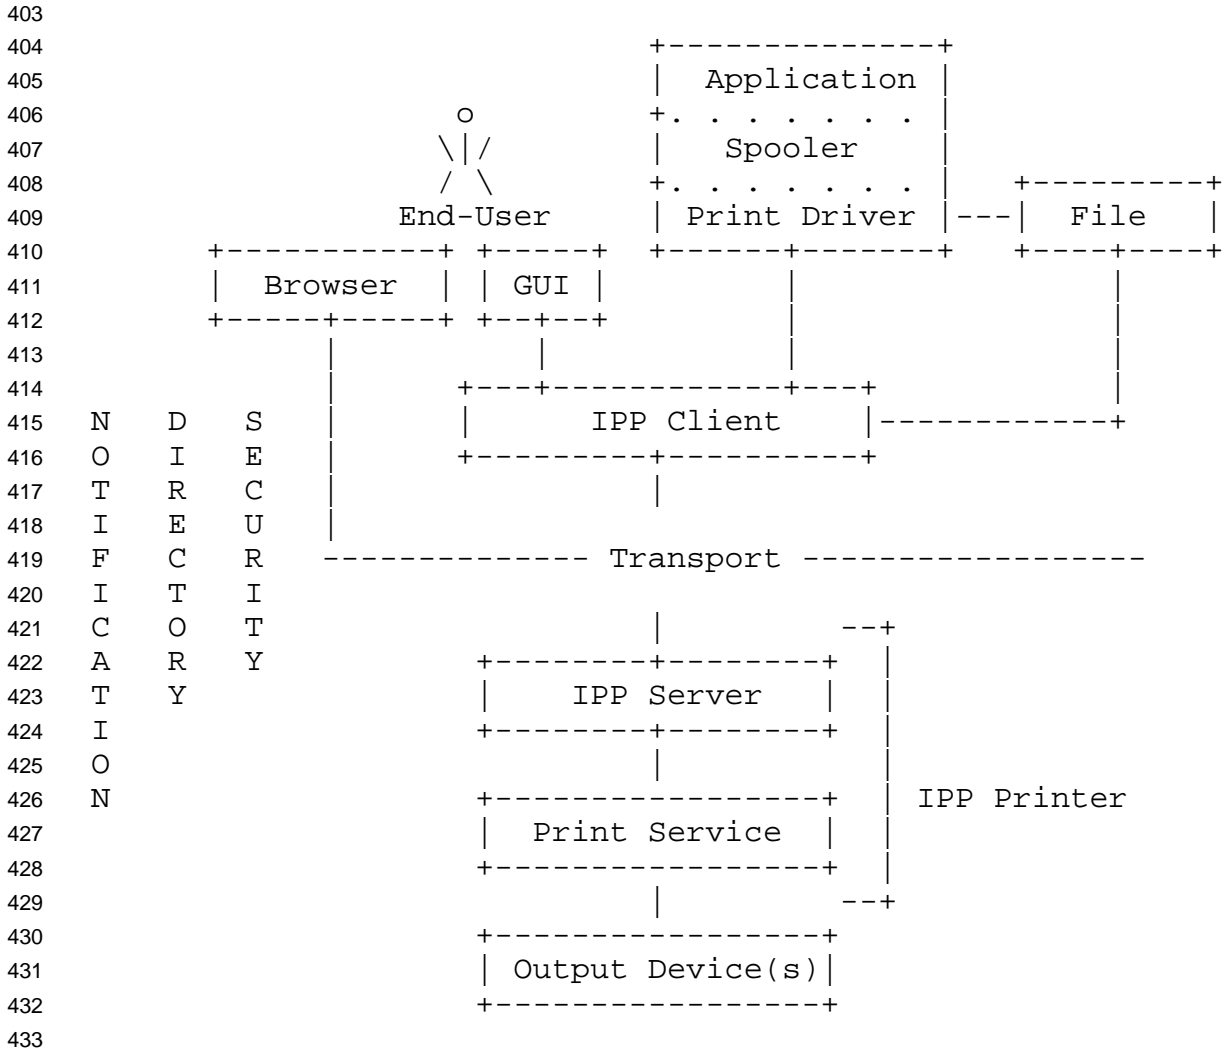 403
404 +---------------+
405 | Application |
406 o +. . . . . . . |
407 \|/ | Spooler |
408 / \ +. . . . . . . | +---------+
409 End-User | Print Driver |---| File |
410 +-----------+ +-----+ +------+-------+ +----+----+
411 | Browser | | GUI | | |
412 +-----+-----+ +--+--+ | |
413 | | | |
414 | +---+------------+---+ |
415 N D S | | IPP Client |------------+
416 O I E | +---------+----------+
417 T R C | |
418 I E U |
419 F C R -------------- Transport ------------------
420 I T I
421 C O T | --+
422 A R Y +--------+--------+ |
423 T Y | IPP Server | |
424 I +--------+--------+ |
425 O | |
426 N +-----------------+ | IPP Printer
427 | Print Service | |
428 +-----------------+ |
429 | --+
430 +-----------------+
431 | Output Device(s)|
432 +-----------------+
433